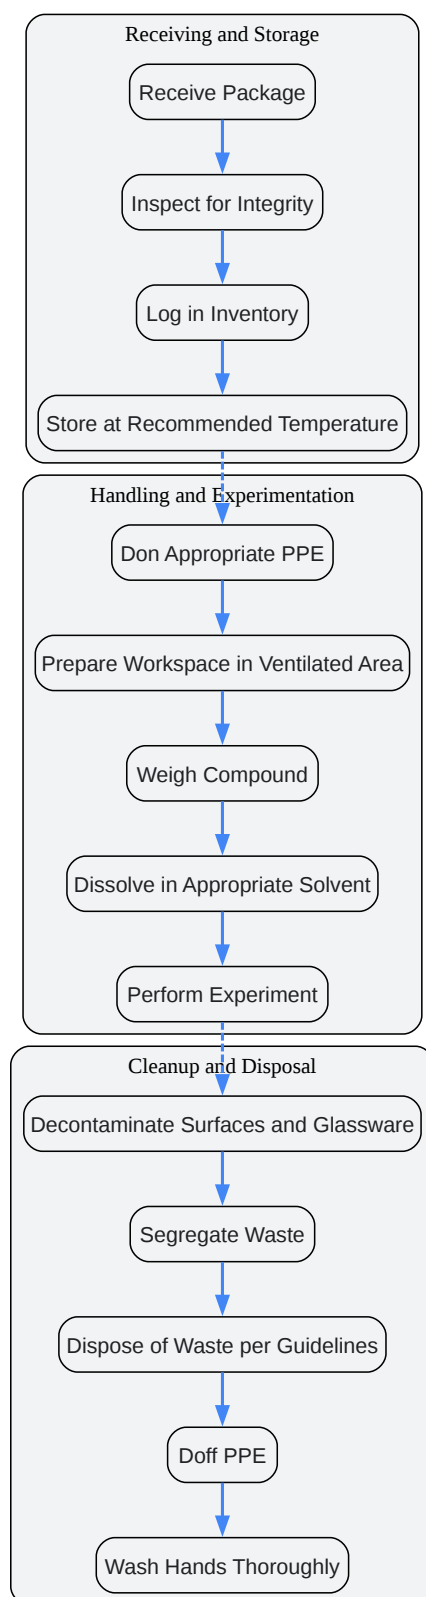 Receiving and Storage
Receive Package
Inspect for Integrity
Log in Inventory
Store at Recommended Temperature
Handling and Experimentation
Don Appropriate PPE
Prepare Workspace in Ventilated Area
Weigh Compound
Dissolve in Appropriate Solvent
Perform Experiment
Cleanup and Disposal
Decontaminate Surfaces and Glassware
Segregate Waste
Dispose of Waste per Guidelines
Doff PPE
Wash Hands Thoroughly